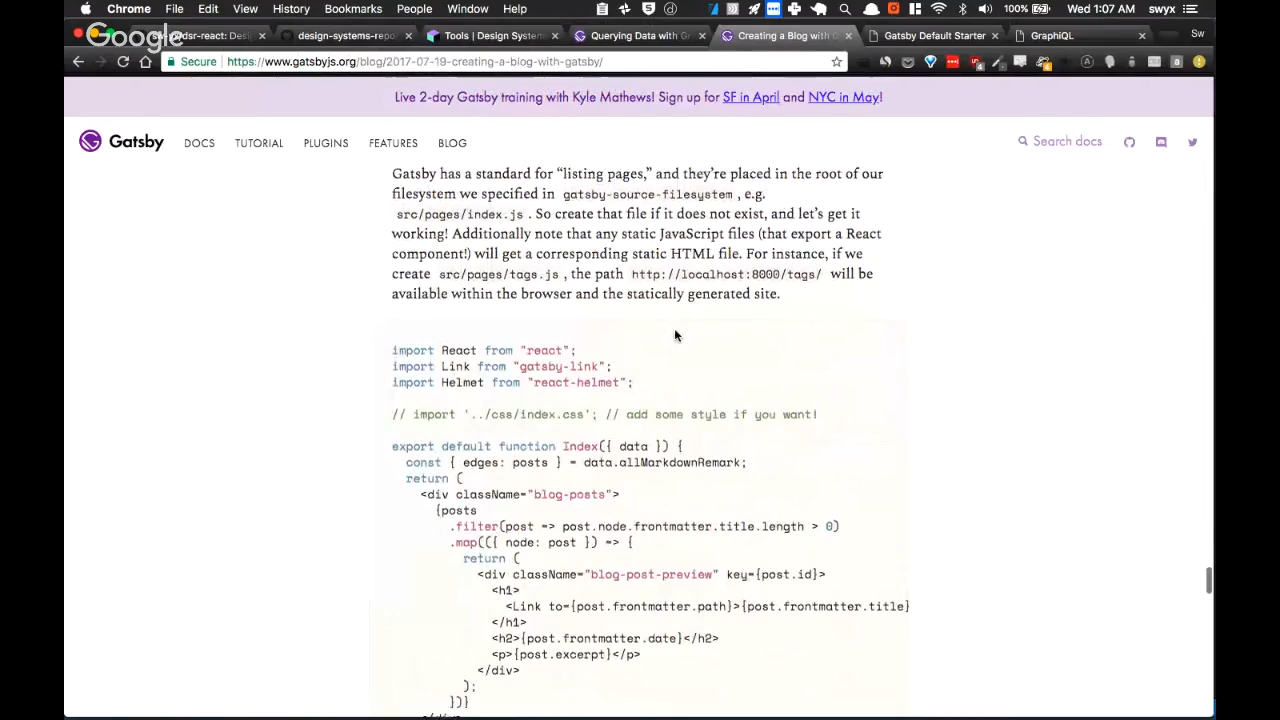 Chrome File Edit View History Bookmarks People Window Help 100% Wed 1:07 AM swyx
Google
design-systems-repo Tools | Design System Querying Data with Gr Creating a Blog with G Gatsby Default Starter GraphiQL Sw
Secure https://www.gatsbyjs.org/blog/2017-07-19-creating-a-blog-with-gatsby/
Live 2-day Gatsby training with Kyle Mathews! Sign up for SF in April and NYC in May!
Gatsby DOCS TUTORIAL PLUGINS FEATURES BLOG Search docs
Gatsby has a standard for “listing pages,” and they’re placed in the root of our
filesystem we specified in gatsby-source-filesystem , e.g.
src/pages/index.js . So create that file if it does not exist, and let’s get it
working! Additionally note that any static JavaScript files (that export a React
component!) will get a corresponding static HTML file. For instance, if we
create src/pages/tags.js , the path http://localhost:8000/tags/ will be
available within the browser and the statically generated site.
import React from "react";
import Link from "gatsby-link";
import Helmet from "react-helmet";
// import '../css/index.css'; // add some style if you want!
export default function Index({ data }) {
const { edges: posts } = data.allMarkdownRemark;
return (
<div className="blog-posts">
{posts
.filter(post => post.node.frontmatter.title.length > 0)
.map(({ node: post }) => {
return (
<div className="blog-post-preview" key={post.id}>
<h1>
<Link to={post.frontmatter.path}>{post.frontmatter.title}
</h1>
<h2>{post.frontmatter.date}</h2>
<p>{post.excerpt}</p>
</div>
);
})}